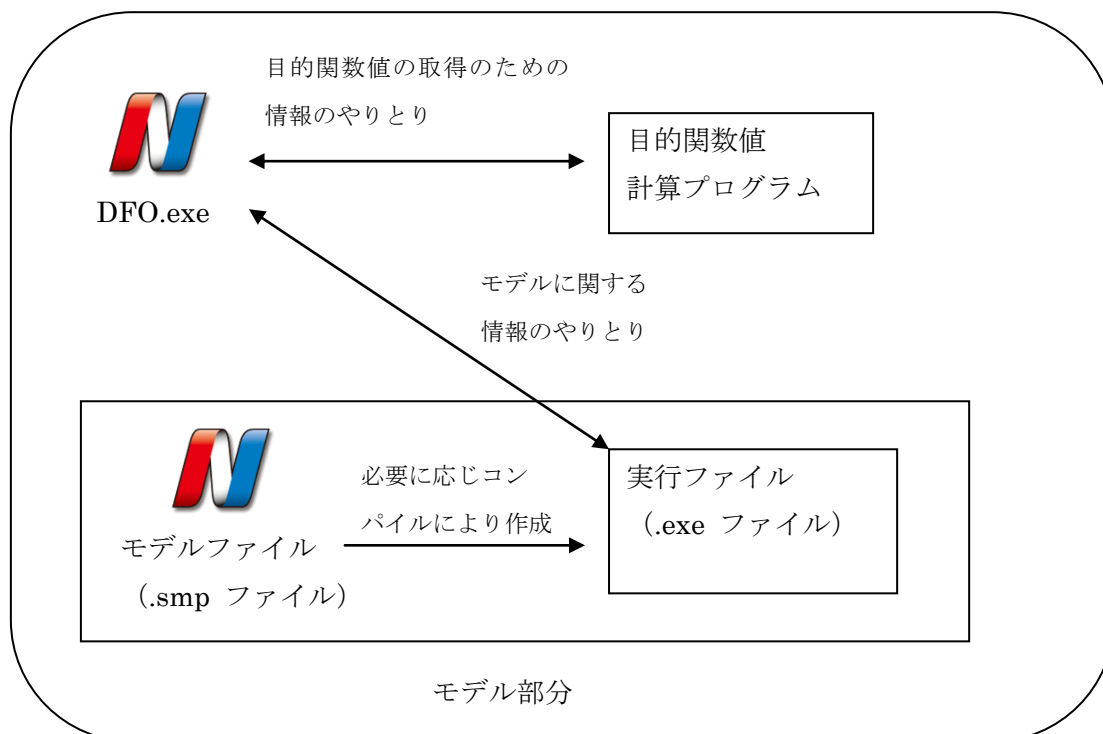 目的関数値の取得のための
情報のやりとり
目的関数値
計算プログラム
DFO.exe
モデルに関する
情報のやりとり
必要に応じコン
パイルにより作成
実行ファイル
（.exe ファイル）
モデルファイル
（.smp ファイル）
モデル部分